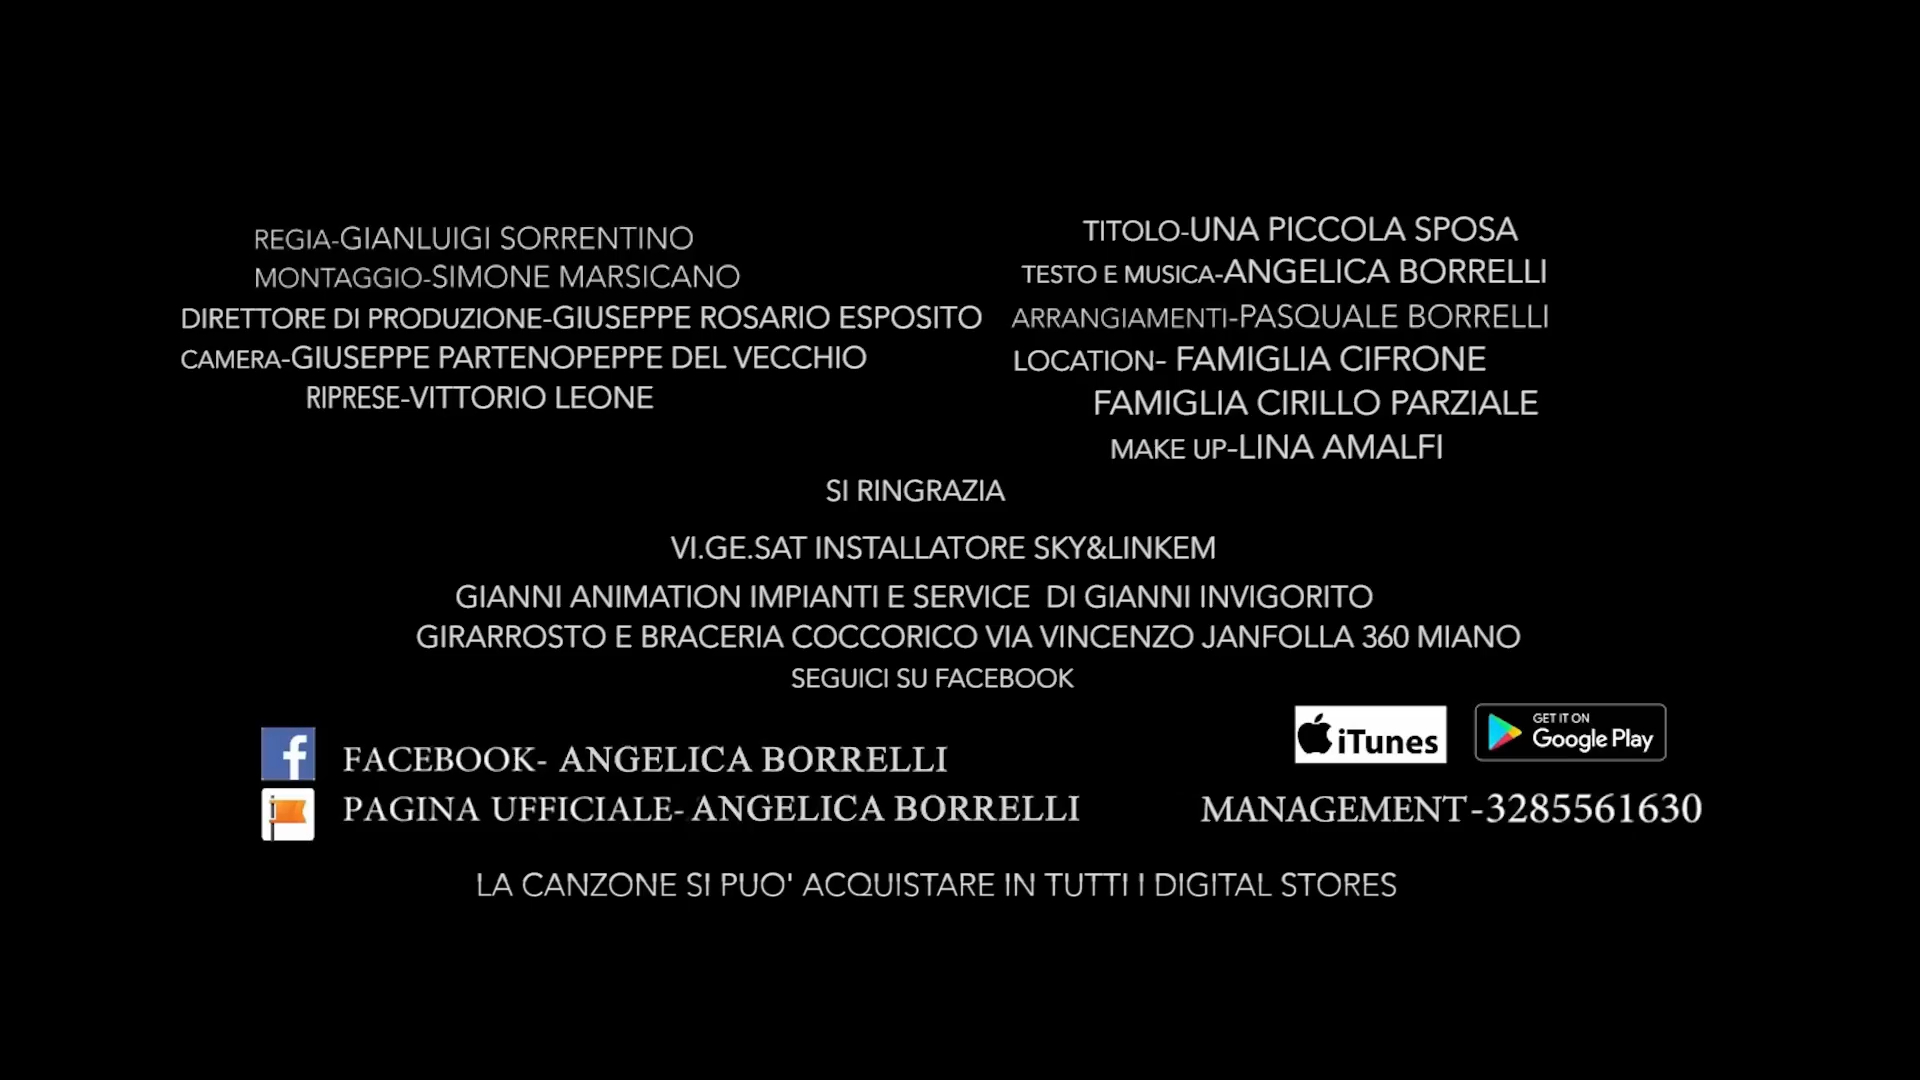 REGIA-GIANLUIGI SORRENTINO
MONTAGGIO-SIMONE MARSICANO
DIRETTORE DI PRODUZIONE-GIUSEPPE ROSARIO ESPOSITO
CAMERA-GIUSEPPE PARTENOPEPPE DEL VECCHIO
RIPRESE-VITTORIO LEONE
TITOLO-UNA PICCOLA SPOSA
TESTO E MUSICA-ANGELICA BORRELLI
ARRANGIAMENTI-PASQUALE BORRELLI
LOCATION- FAMIGLIA CIFRONE
FAMIGLIA CIRILLO PARZIALE
MAKE UP-LINA AMALFI
SI RINGRAZIA
VI.GE.SAT INSTALLATORE SKY&LINKEM
GIANNI ANIMATION IMPIANTI E SERVICE DI GIANNI INVIGORITO
GIRARROSTO E BRACERIA COCCORICO VIA VINCENZO JANFOLLA 360 MIANO
SEGUICI SU FACEBOOK
FACEBOOK- ANGELICA BORRELLI
PAGINA UFFICIALE- ANGELICA BORRELLI
iTunes
GET IT ON
Google Play
MANAGEMENT-3285561630
LA CANZONE SI PUO' ACQUISTARE IN TUTTI I DIGITAL STORES